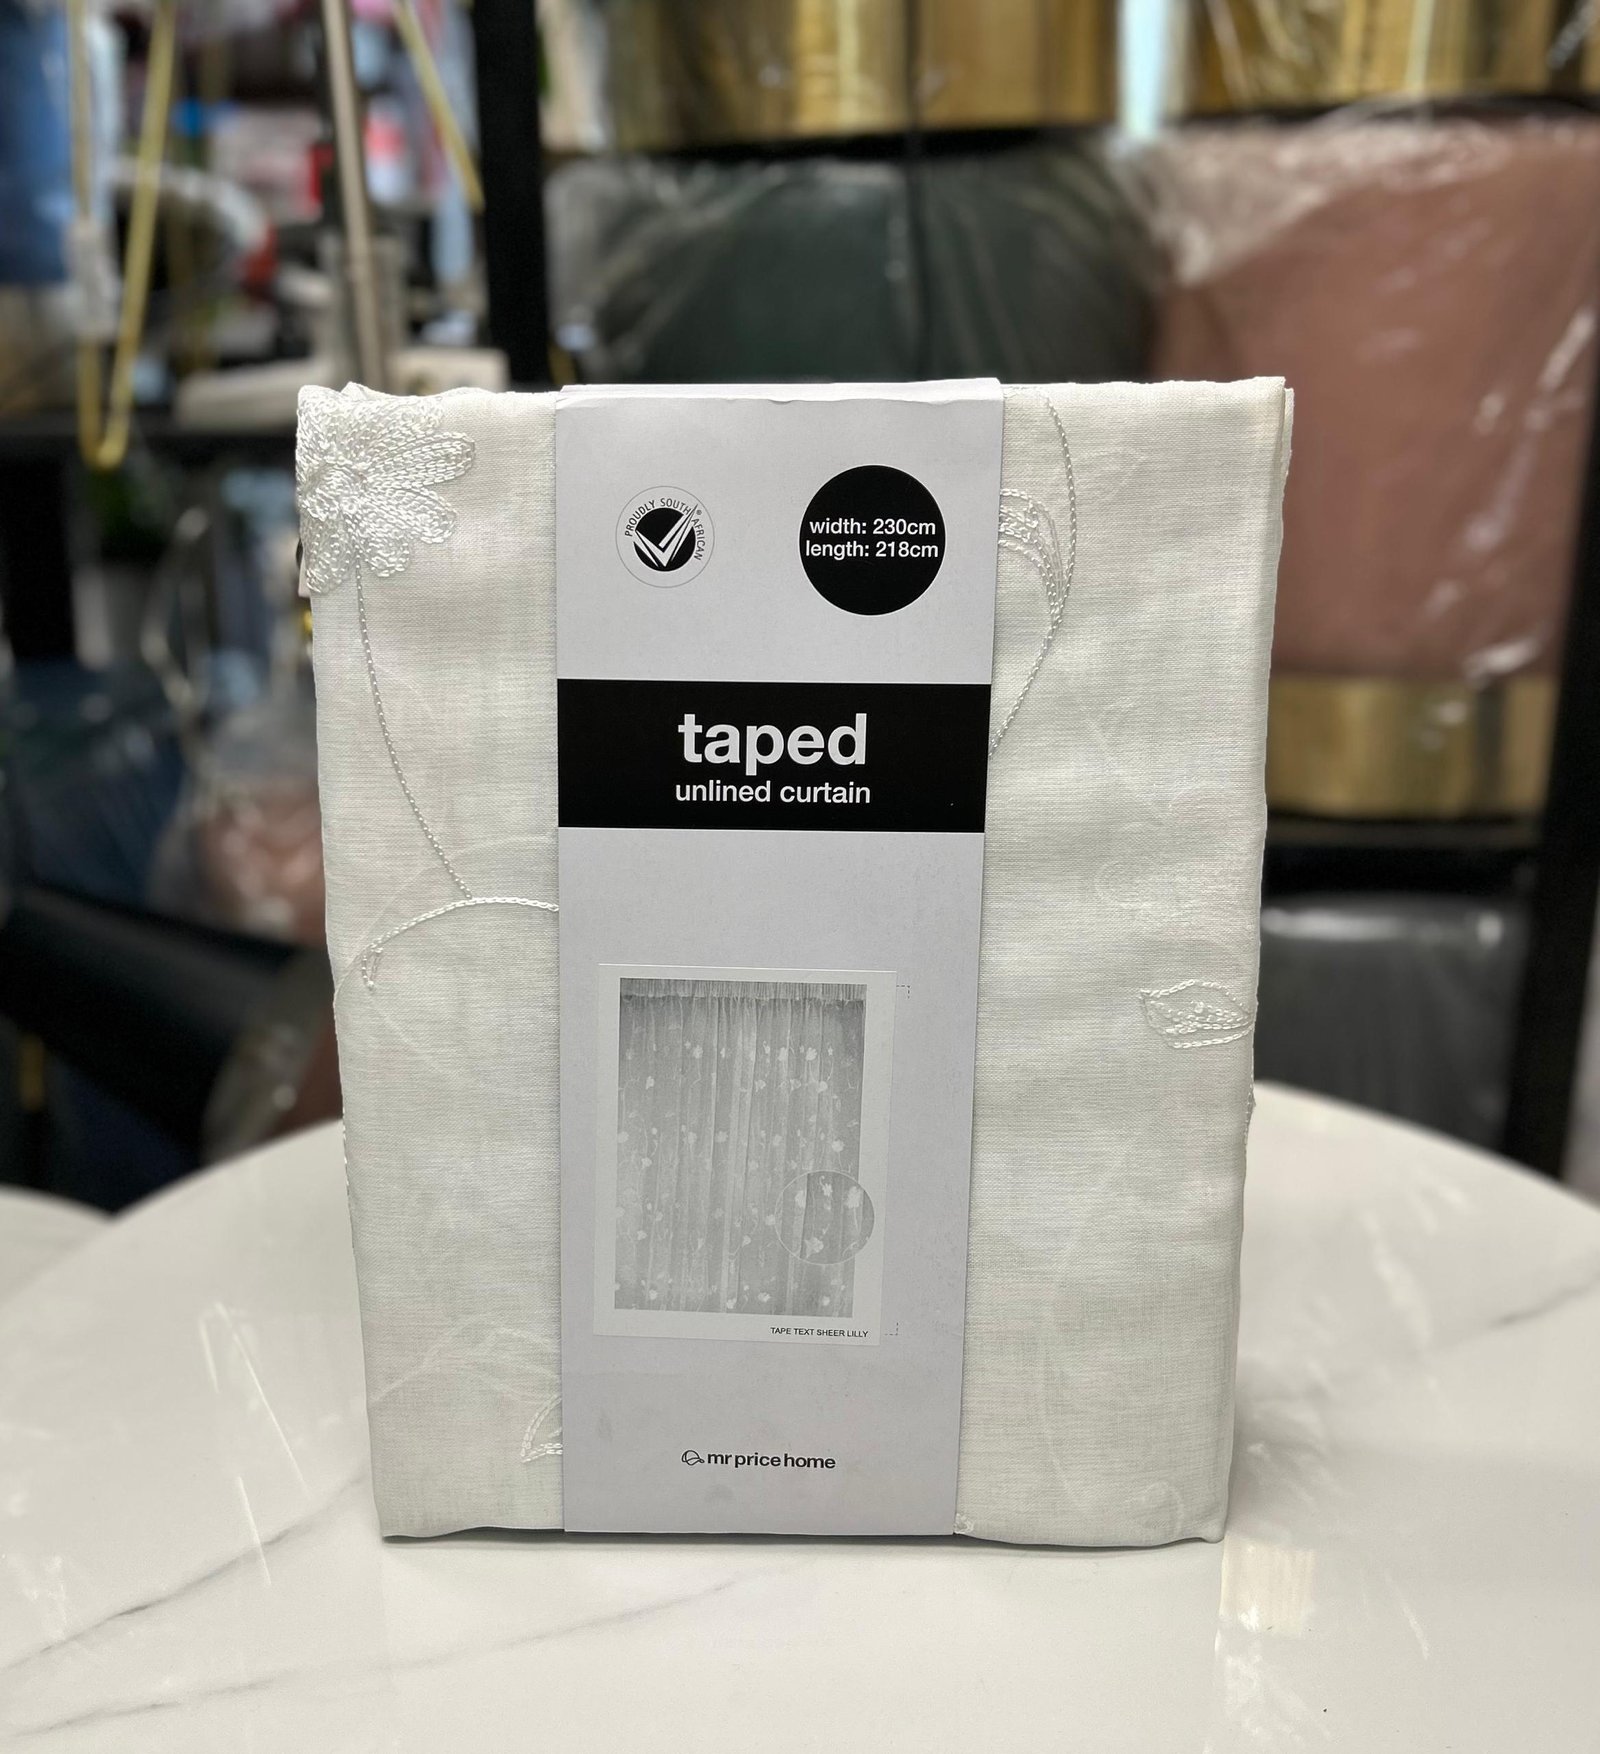 PROUDLY SOUTH AFRICAN
width: 230cm
length: 218cm
taped
unlined curtain
TAPE TEXT SHEER LILLY
mr price home